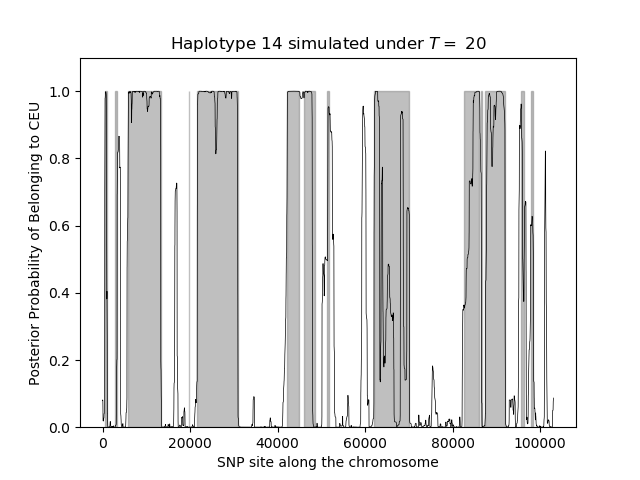 Haplotype 14 simulated under T = 20
Posterior Probability of Belonging to CEU
1.0
0.8
0.6
0.4
0.2
0.0
0 20000 40000 60000 80000 100000
SNP site along the chromosome